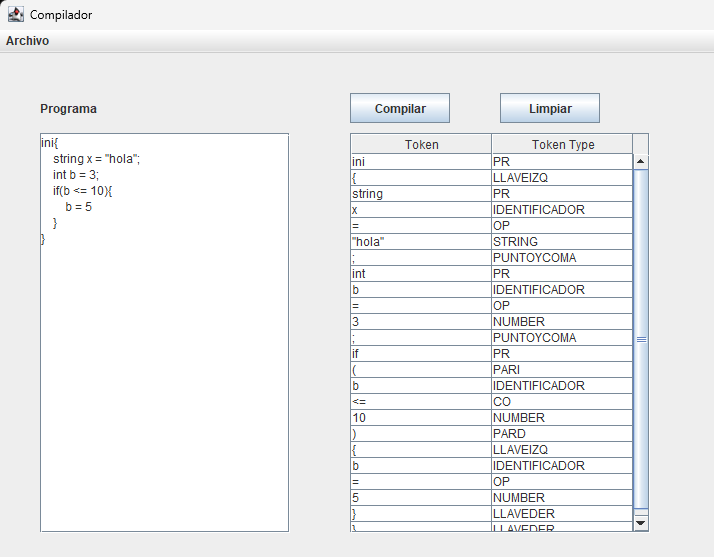 Compilador
Archivo
Programa
Compilar
Limpiar
ini{
    string x = "hola";
    int b = 3;
    if(b <= 10){
        b = 5
    }
}
Token Token Type
ini PR
{ LLAVEIZQ
string PR
x IDENTIFICADOR
= OP
"hola" STRING
; PUNTOYCOMA
int PR
b IDENTIFICADOR
= OP
3 NUMBER
; PUNTOYCOMA
if PR
( PARI
b IDENTIFICADOR
<= CO
10 NUMBER
) PARD
{ LLAVEIZQ
b IDENTIFICADOR
= OP
5 NUMBER
} LLAVEDER
} LLAVEDER